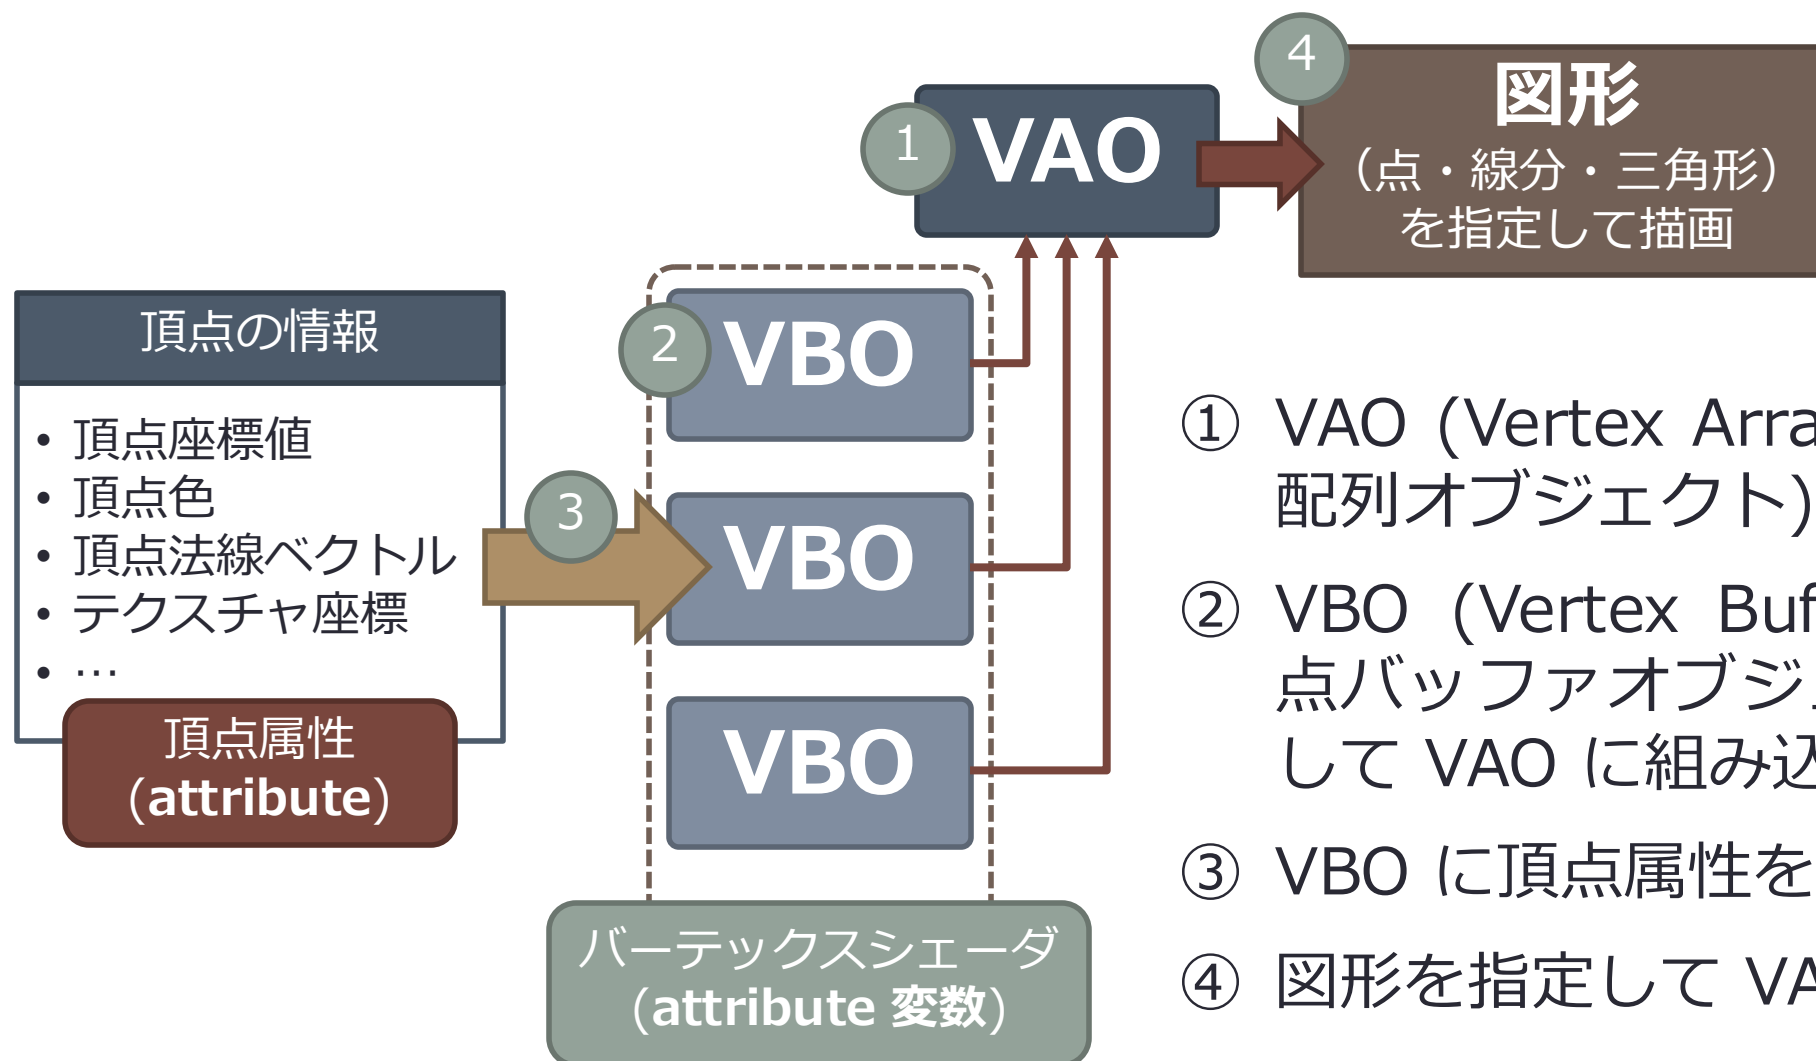 1
VAO
4
図形
（点・線分・三角形）
を指定して描画
頂点の情報
• 頂点座標値
• 頂点色
• 頂点法線ベクトル
• テクスチャ座標
• …
頂点属性
（attribute）
3
2
VBO
VBO
VBO
バーテックスシェーダ
（attribute 変数）
① VAO (Vertex Arra
配列オブジェクト)
② VBO (Vertex Buf
点バッファオブジ
して VAO に組み込
③ VBO に頂点属性を
④ 図形を指定して VA